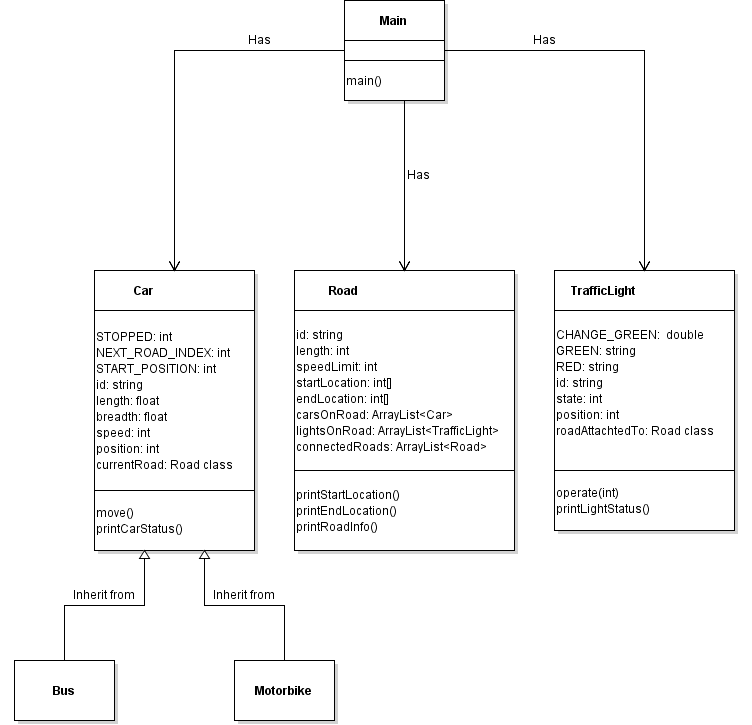 Main
Has
Has
main()
Has
Car
Road
TrafficLight
STOPPED: int
NEXT_ROAD_INDEX: int
START_POSITION: int
id: string
length: float
breadth: float
speed: int
position: int
currentRoad: Road class
move()
printCarStatus()
id: string
length: int
speedLimit: int
startLocation: int[]
endLocation: int[]
carsOnRoad: ArrayList<Car>
lightsOnRoad: ArrayList<TrafficLight>
connectedRoads: ArrayList<Road>
printStartLocation()
printEndLocation()
printRoadInfo()
CHANGE_GREEN: double
GREEN: string
RED: string
id: string
state: int
position: int
roadAttachtedTo: Road class
operate(int)
printLightStatus()
Inherit from
Inherit from
Bus
Motorbike